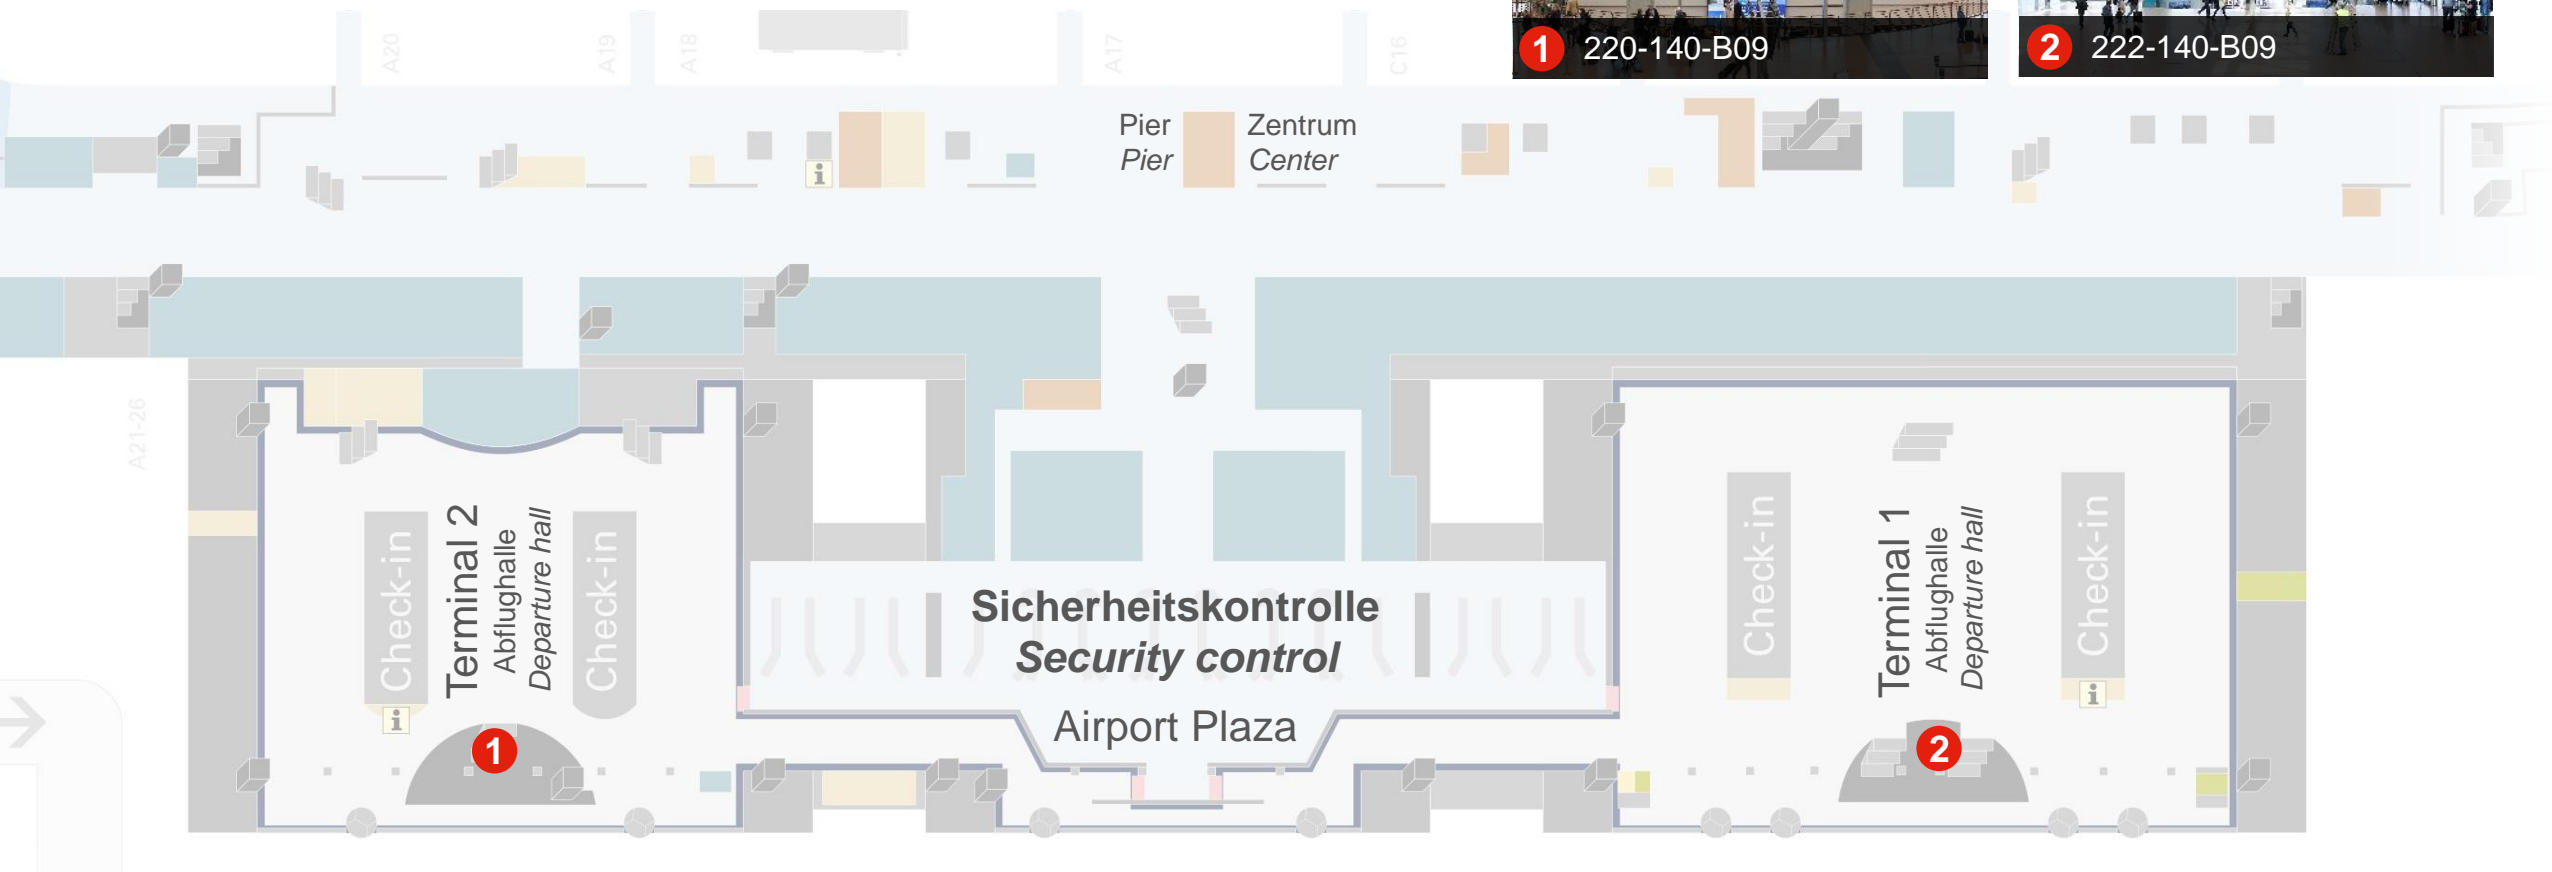 A20
A19
A18
A17
C16
1 220-140-B09
2 222-140-B09
Pier
Pier
Zentrum
Center
i
A21-26
Check-in
Terminal 2
Abflughalle
Departure hall
Check-in
i
1
Sicherheitskontrolle
Security control
Airport Plaza
Check-in
Terminal 1
Abflughalle
Departure hall
Check-in
i
2